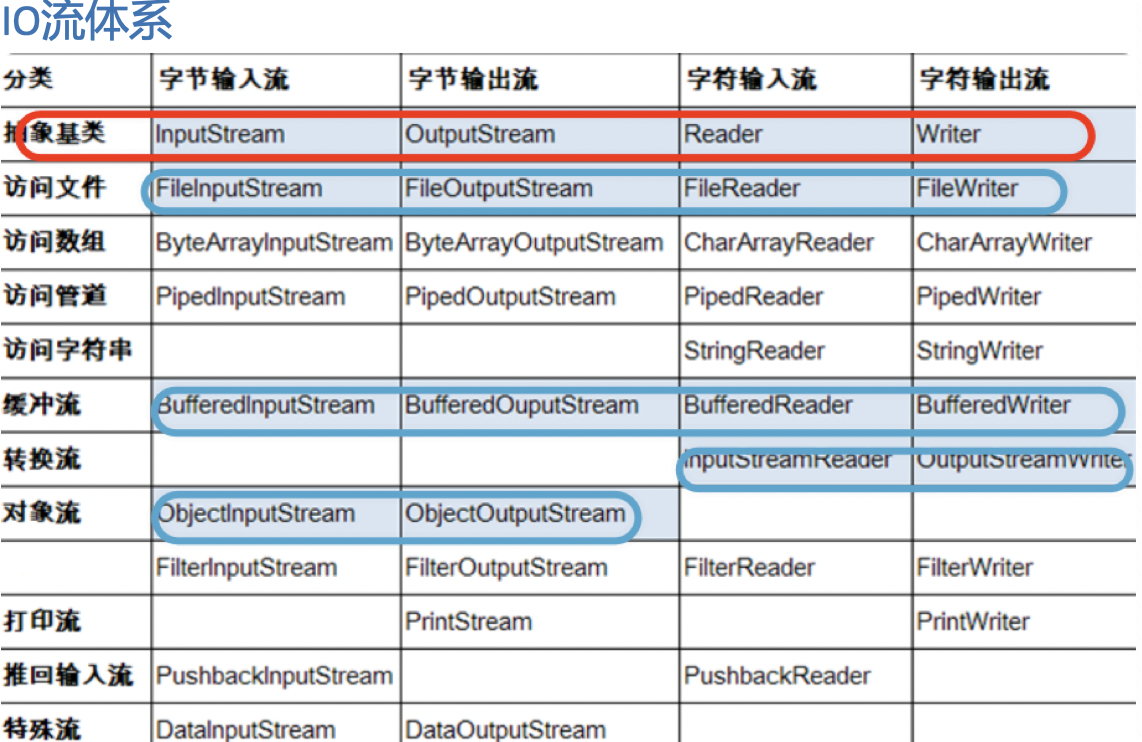 IO流体系
分类 字节输入流 字节输出流 字符输入流 字符输出流
抽象基类 InputStream OutputStream Reader Writer
访问文件 FileInputStream FileOutputStream FileReader FileWriter
访问数组 ByteArrayInputStream ByteArrayOutputStream CharArrayReader CharArrayWriter
访问管道 PipedInputStream PipedOutputStream PipedReader PipedWriter
访问字符串 StringReader StringWriter
缓冲流 BufferedInputStream BufferedOuputStream BufferedReader BufferedWriter
转换流 InputStreamReader OutputStreamWriter
对象流 ObjectInputStream ObjectOutputStream
FilterInputStream FilterOutputStream FilterReader FilterWriter
打印流 PrintStream PrintWriter
推回输入流 PushbackInputStream PushbackReader
特殊流 DataInputStream DataOutputStream